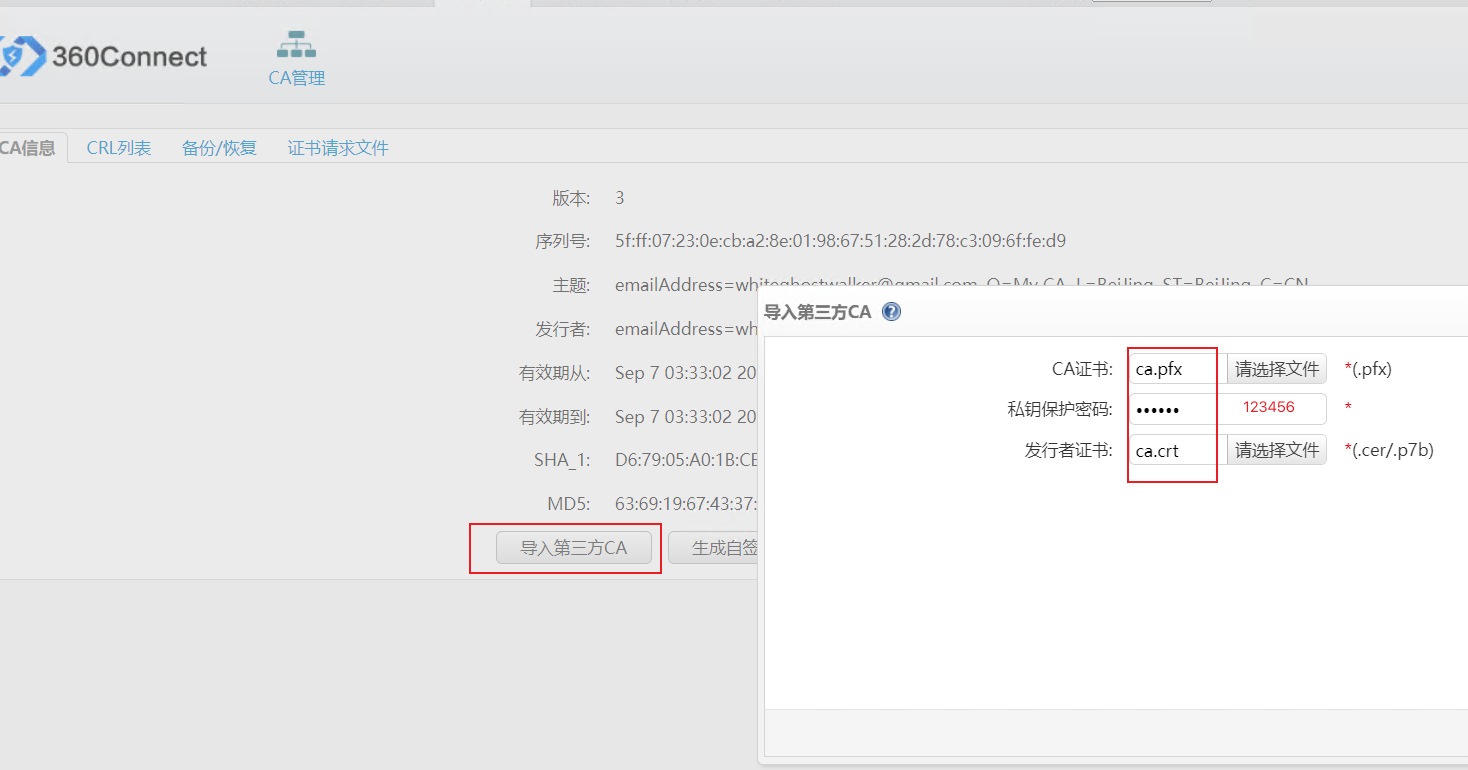 360Connect
CA管理
CA信息
CRL列表
备份/恢复
证书请求文件
版本: 3
序列号: 5f:ff:07:23:0e:cb:a2:8e:01:98:67:51:28:2d:78:c3:09:6f:fe:d9
主题: emailAddress=whiteghostwalker@gmail.com, O=My CA, L=BeiJing, ST=BeiJing, C=CN
发行者: emailAddress=wh
有效期从: Sep 7 03:33:02 20
有效期到: Sep 7 03:33:02 20
SHA_1: D6:79:05:A0:1B:CE
MD5: 63:69:19:67:43:37:
导入第三方CA
生成自签
导入第三方CA
CA证书: ca.pfx 请选择文件 *(.pfx)
私钥保护密码: •••••• 123456 *
发行者证书: ca.crt 请选择文件 *(.cer/.p7b)